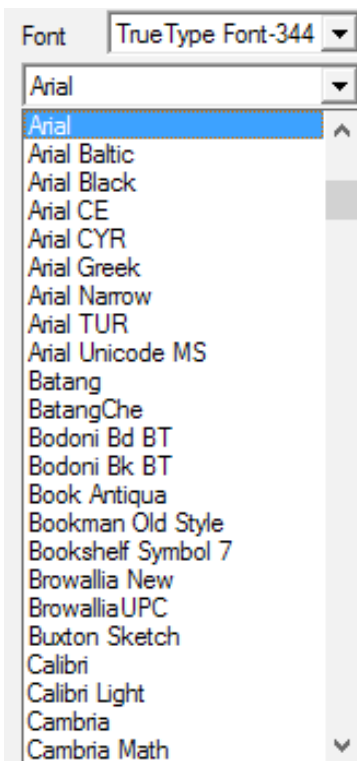 Font TrueType Font-344
Arial
Arial
Arial Baltic
Arial Black
Arial CE
Arial CYR
Arial Greek
Arial Narrow
Arial TUR
Arial Unicode MS
Batang
BatangChe
Bodoni Bd BT
Bodoni Bk BT
Book Antiqua
Bookman Old Style
Bookshelf Symbol 7
Browallia New
BrowalliaUPC
Buxton Sketch
Calibri
Calibri Light
Cambria
Cambria Math